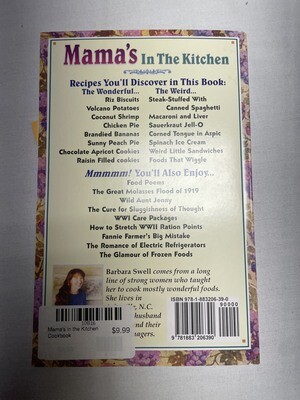 Mama's In The Kitchen
Recipes You'll Discover in This Book:
The Wonderful... The Weird...
Ritz Biscuits Steak-Stuffed With
Volcano Potatoes Canned Spaghetti
Coconut Shrimp Macaroni and Liver
Chicken Pie Sauerkraut Jell-O
Brandied Bananas Corned Tongue in Aspic
Sunny Peach Pie Spinach Ice Cream
Chocolate Apricot Cookies Weird Little Sandwiches
Raisin Filled cookies Foods That Wiggle
Mmmmm! You'll Also Enjoy...
Food Poems
The Great Molasses Flood of 1919
Wild Aunt Jenny
The Cure for Sluggishness of Thought
WWI Care Packages
How to Stretch WWII Ration Points
Fannie Farmer's Big Mistake
The Romance of Electric Refrigerators
The Glamour of Frozen Foods
Barbara Swell comes from a long
line of strong women who taught
her to cook mostly wonderful foods.
She lives in
N.C.
husband
and their
nagers.
Mama's In the Kitchen
Cookbook
$9.99
ISBN 978-1-883206-39-0
90000
9 781883 206390